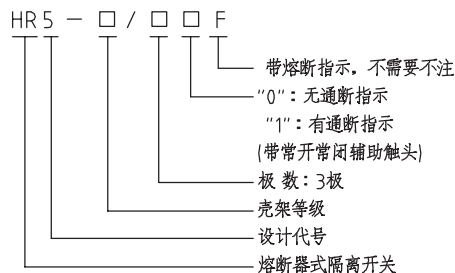 HR5-□/□□F
带熔断指示，不需要不注
"0"：无通断指示
"1"：有通断指示
(带常开常闭辅助触头)
极 数：3极
壳架等级
设计代号
熔断器式隔离开关